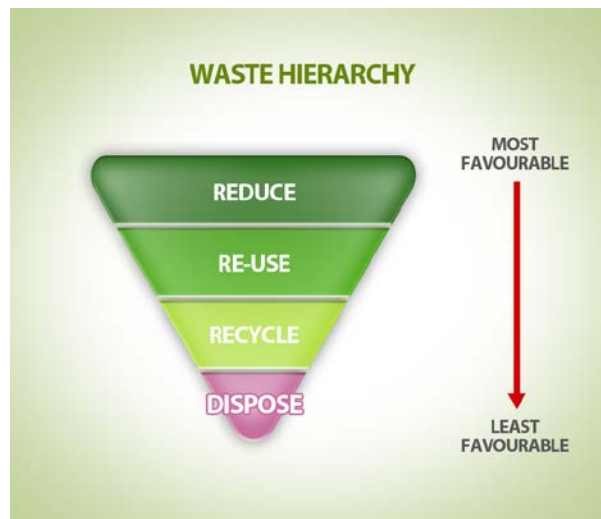 WASTE HIERARCHY
REDUCE
RE-USE
RECYCLE
DISPOSE
MOST
FAVOURABLE
LEAST
FAVOURABLE